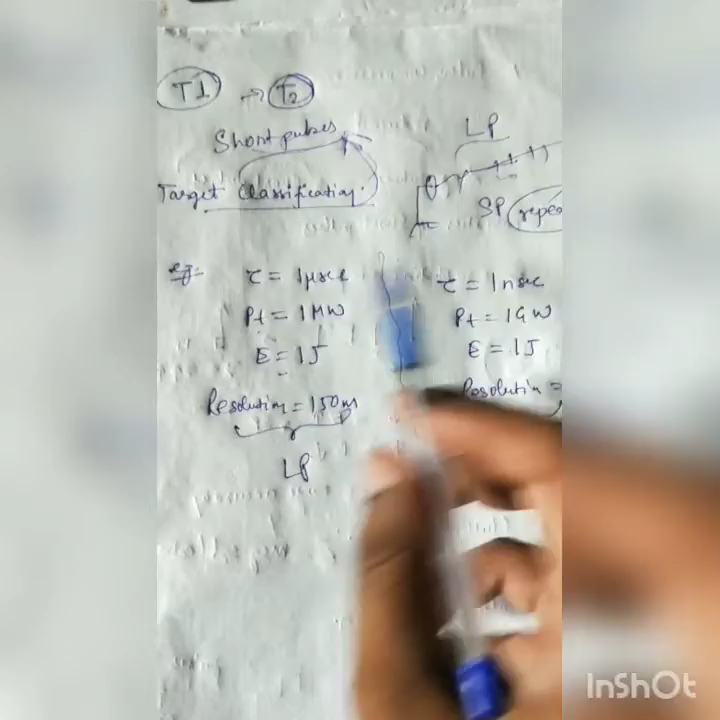 T1 → T2
Short pulses
LP
Target Classification.
SP
eg:-
τ = 1μsec
τ = 1nsec
Pt = 1MW
Pt = 1GW
E = 1J
E = 1J
Resolution = 150m
Resolution =
LP
InShOt